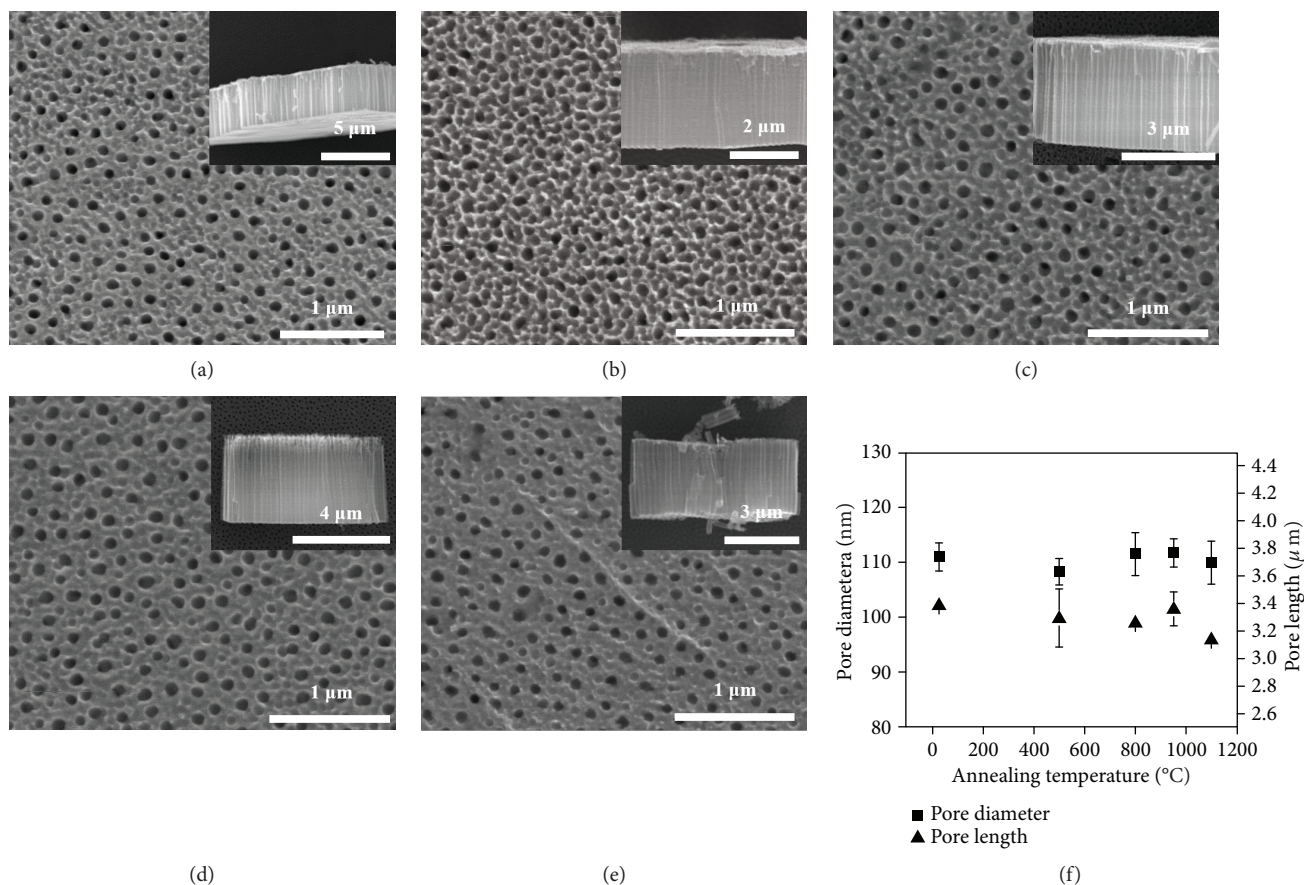 5 μm
1 μm
(a)
2 μm
1 μm
(b)
3 μm
1 μm
(c)
4 μm
1 μm
(d)
3 μm
1 μm
(e)
130
120
110
100
90
80
Pore diametera (nm)
4.4
4.2
4.0
3.8
3.6
3.4
3.2
3.0
2.8
2.6
Pore length (μ m)
0 200 400 600 800 1000 1200
Annealing temperature (°C)
Pore diameter
Pore length
(f)